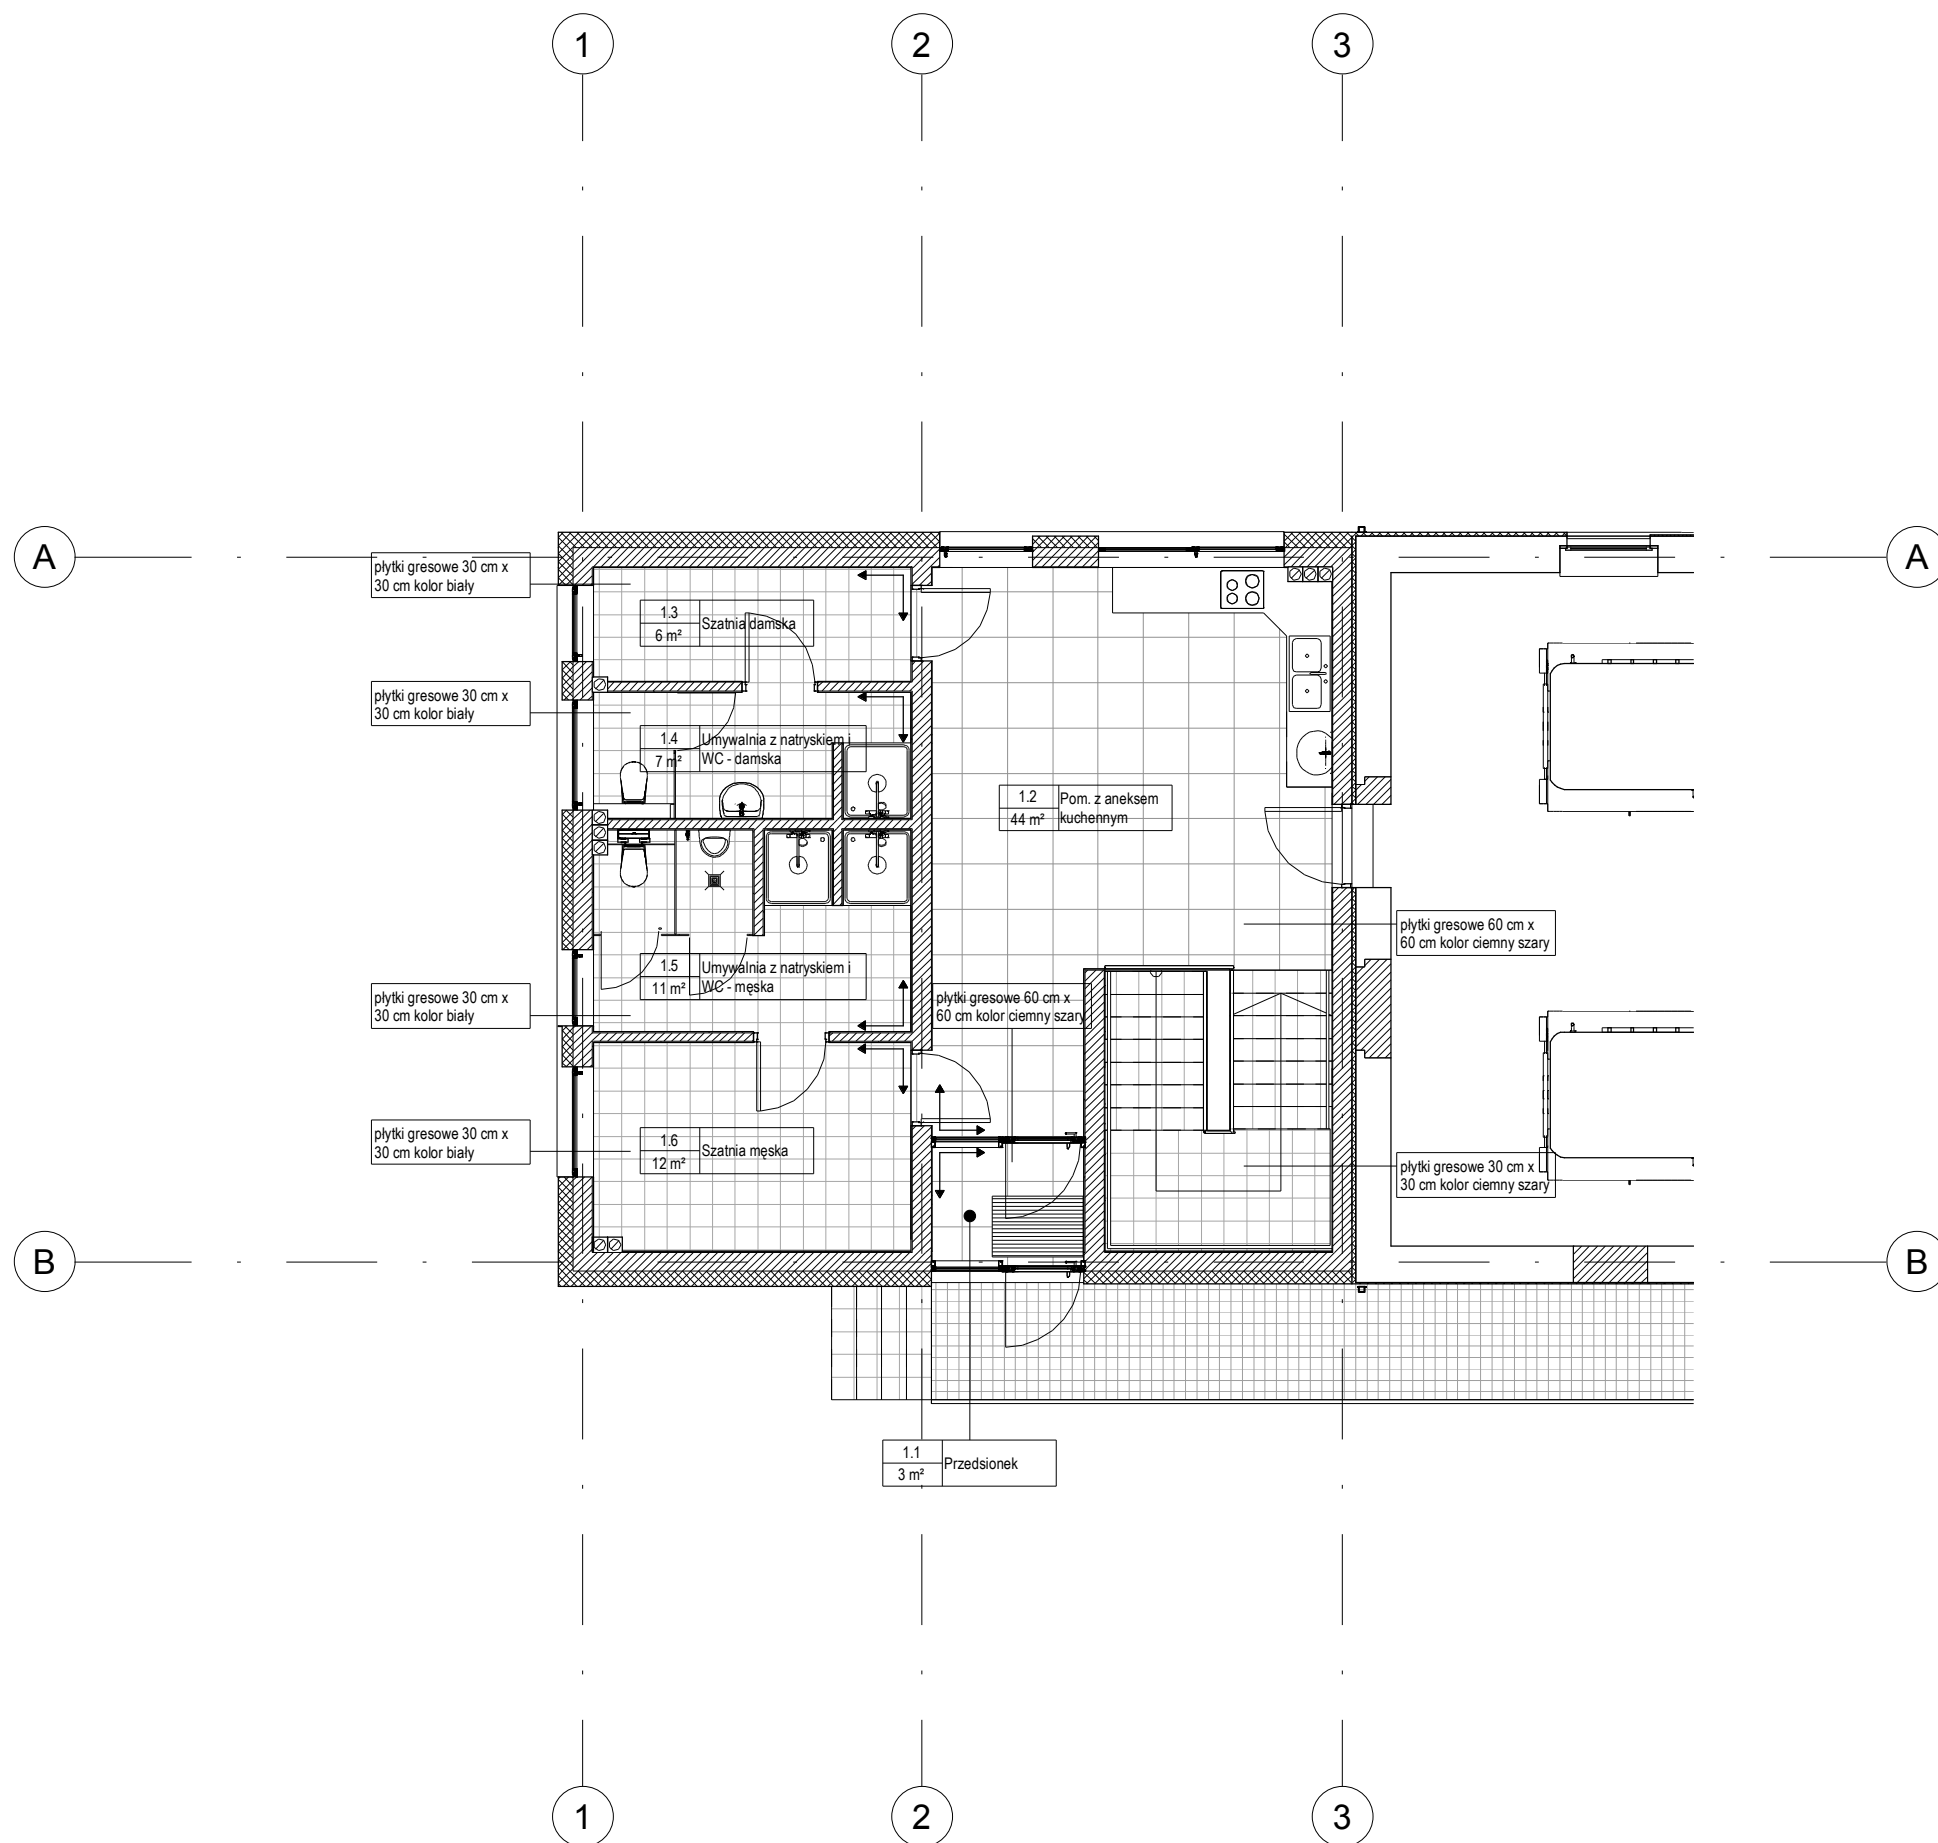 1
2
3
A
A
płytki gresowe 30 cm x
30 cm kolor biały
1.3
6 m²
Szatnia damska
płytki gresowe 30 cm x
30 cm kolor biały
1.4
7 m²
Umywalnia z natryskiem i
WC - damska
1.2
44 m²
Pom. z aneksem
kuchennym
płytki gresowe 60 cm x
60 cm kolor ciemny szary
1.5
11 m²
Umywalnia z natryskiem i
WC - męska
płytki gresowe 30 cm x
30 cm kolor biały
płytki gresowe 60 cm x
60 cm kolor ciemny szary
płytki gresowe 30 cm x
30 cm kolor biały
1.6
12 m²
Szatnia męska
płytki gresowe 30 cm x
30 cm kolor ciemny szary
B
B
1.1
3 m²
Przedsionek
1
2
3